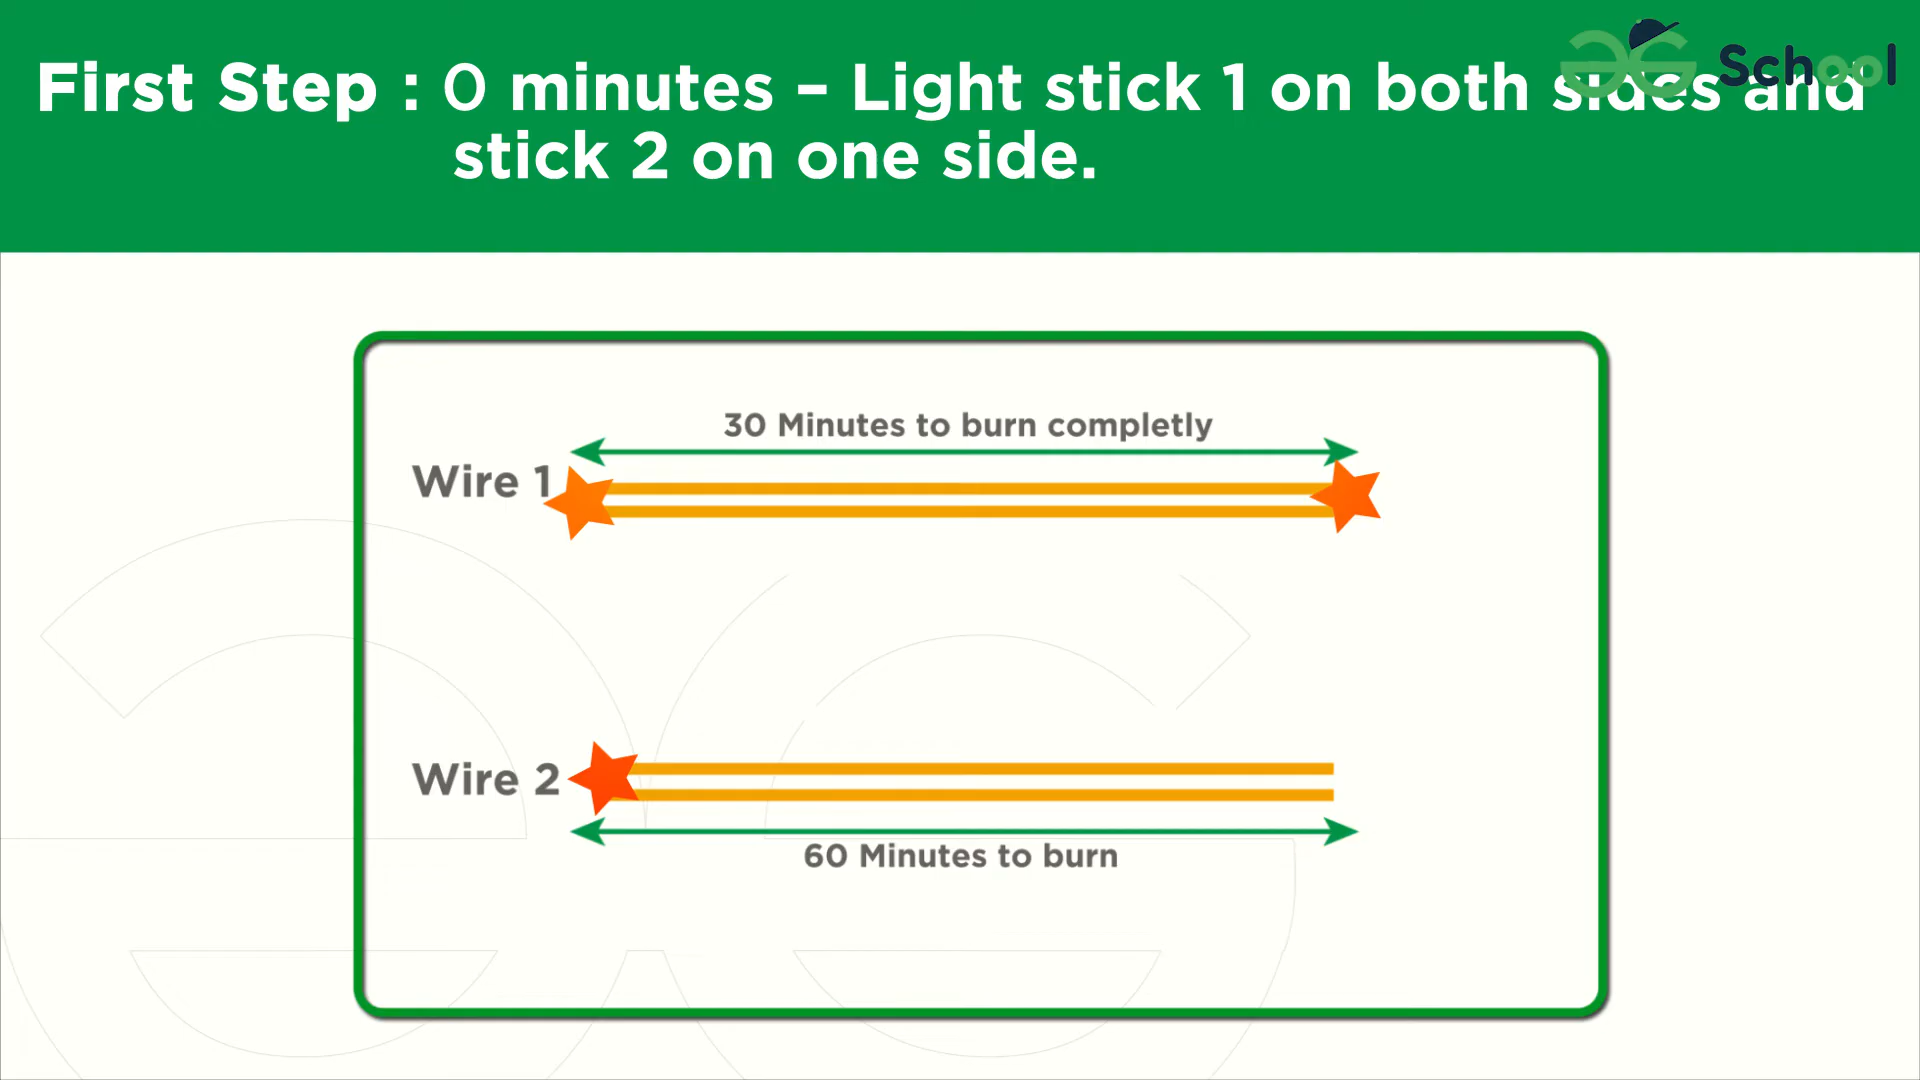 School
First Step : 0 minutes – Light stick 1 on both sides and
stick 2 on one side.
30 Minutes to burn completly
Wire 1
Wire 2
60 Minutes to burn